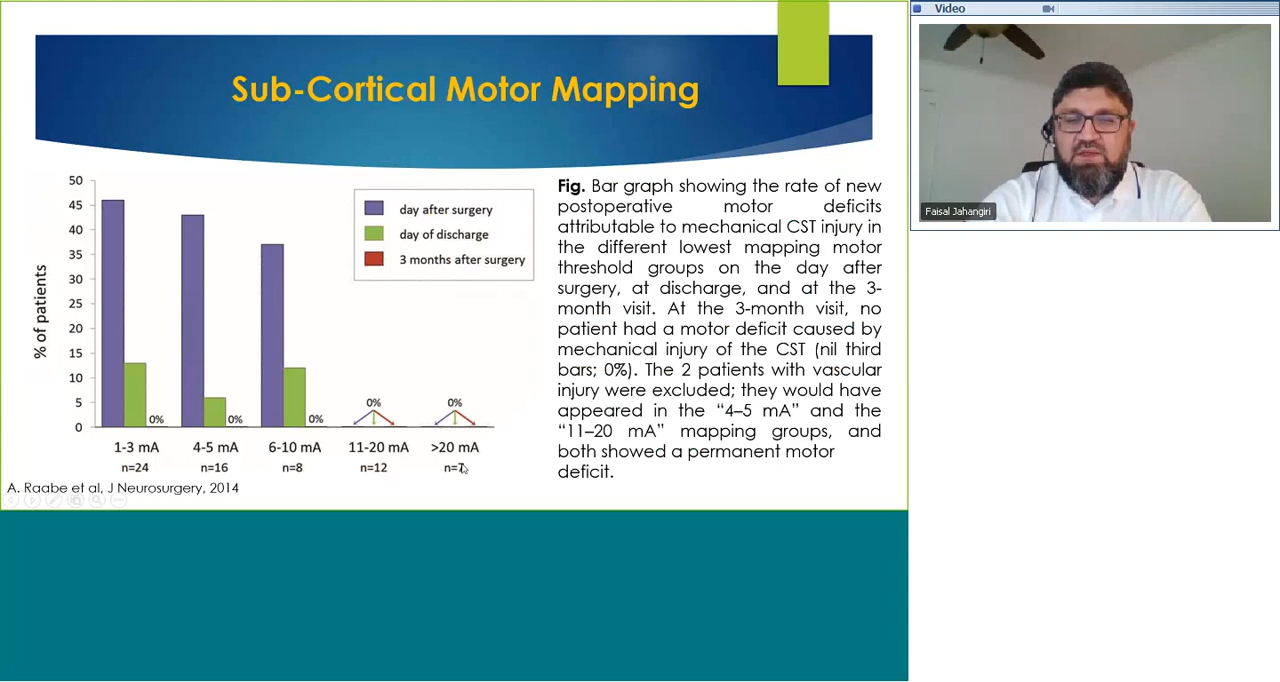 Sub-Cortical Motor Mapping
50
45
40
35
30
25
20
15
10
5
0
% of patients
day after surgery
day of discharge
3 months after surgery
0%
0%
0%
0%
0%
1-3 mA
4-5 mA
6-10 mA
11-20 mA
>20 mA
n=24
n=16
n=8
n=12
n=7
A. Raabe et al, J Neurosurgery, 2014
Fig. Bar graph showing the rate of new
postoperative motor deficits
attributable to mechanical CST injury in
the different lowest mapping motor
threshold groups on the day after
surgery, at discharge, and at the 3-
month visit. At the 3-month visit, no
patient had a motor deficit caused by
mechanical injury of the CST (nil third
bars; 0%). The 2 patients with vascular
injury were excluded; they would have
appeared in the “4–5 mA” and the
“11–20 mA” mapping groups, and
both showed a permanent motor
deficit.
Video
Faisal Jahangiri